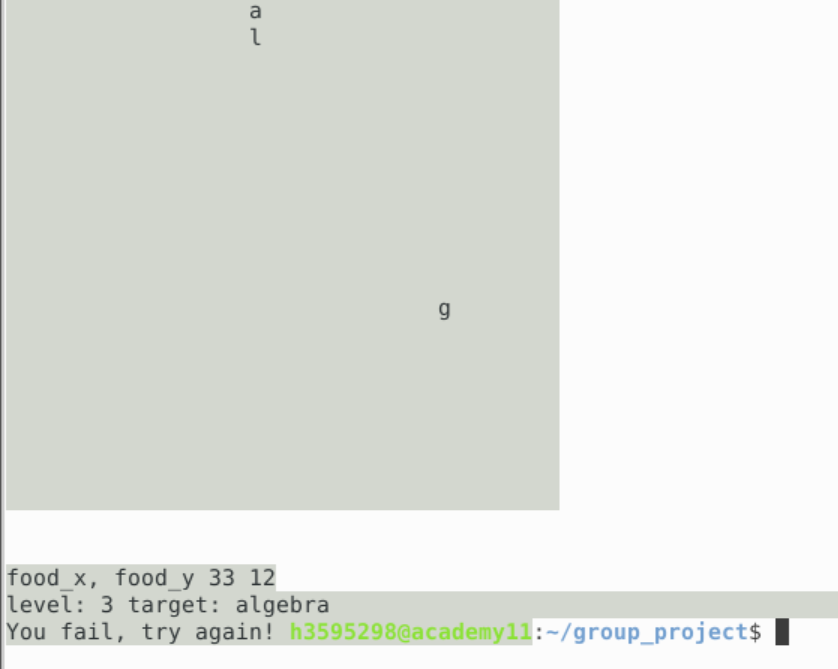 a
l
g
food_x, food_y 33 12
level: 3 target: algebra
You fail, try again! h3595298@academy11:~/group_project$